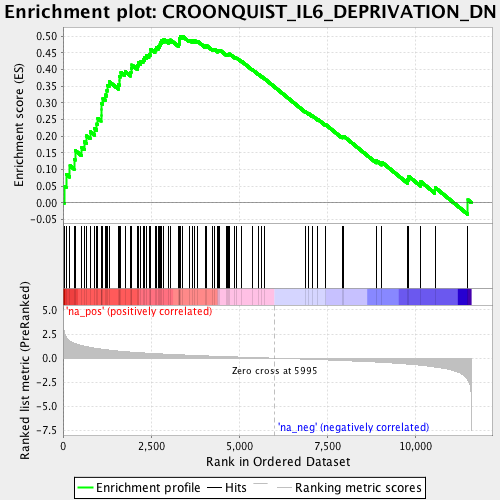 Enrichment plot: CROONQUIST_IL6_DEPRIVATION_DN
Enrichment score (ES)
0.50
0.45
0.40
0.35
0.30
0.25
0.20
0.15
0.10
0.05
0.00
-0.05
Ranked list metric (PreRanked)
5.0
2.5
0.0
-2.5
-5.0
-7.5
'na_pos' (positively correlated)
Zero cross at 5995
'na_neg' (negatively correlated)
0
2,500
5,000
7,500
10,000
Rank in Ordered Dataset
Enrichment profile
Hits
Ranking metric scores